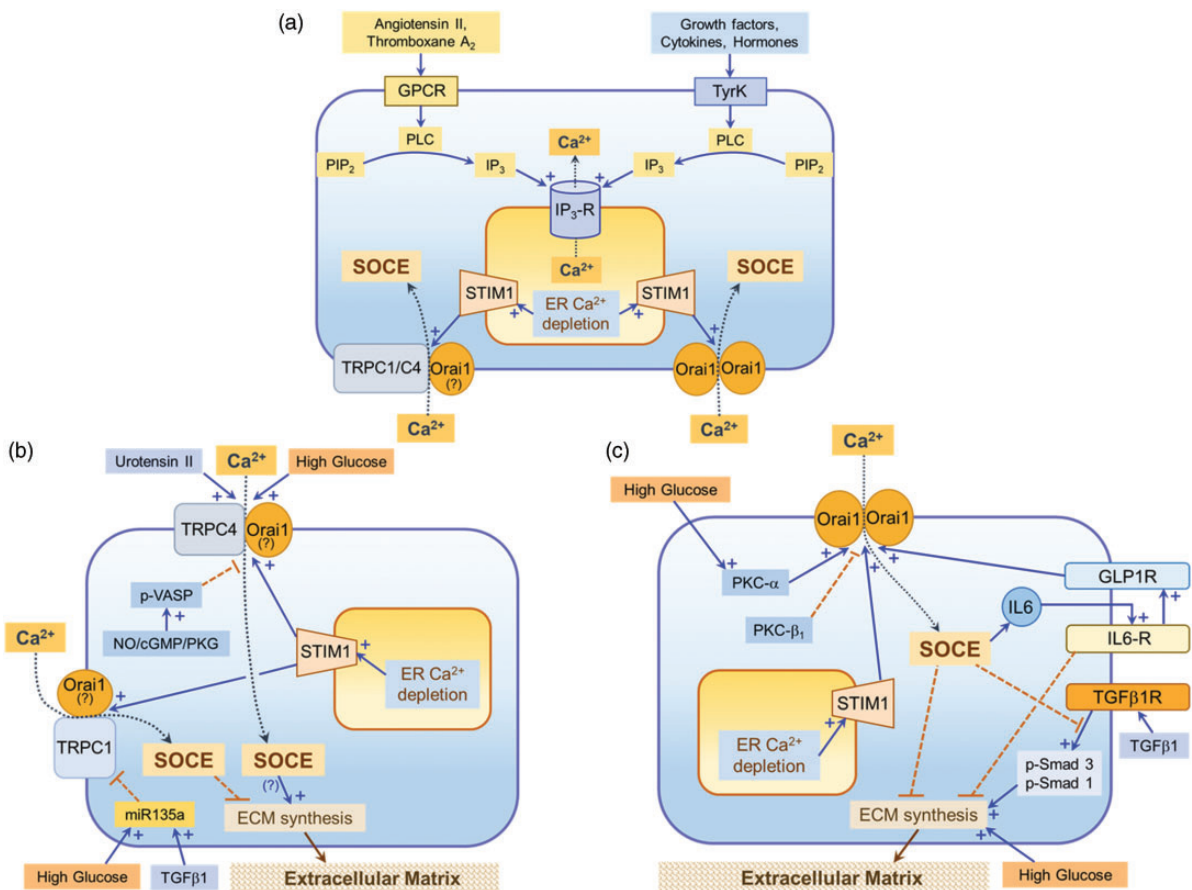 (a)
Angiotensin II,
Thromboxane A₂
Growth factors,
Cytokines, Hormones
GPCR
TyrK
PLC
Ca²⁺
PLC
PIP₂
IP₃
+
+
IP₃
PIP₂
IP₃-R
SOCE
Ca²⁺
SOCE
STIM1
ER Ca²⁺
depletion
STIM1
+
+
+
+
TRPC1/C4
Orai1
(?)
Orai1
Orai1
Ca²⁺
Ca²⁺
(b)
Urotensin II
Ca²⁺
High Glucose
+
+
TRPC4
Orai1
(?)
+
p-VASP
+
NO/cGMP/PKG
Ca²⁺
STIM1
+
ER Ca²⁺
depletion
Orai1
(?)
+
TRPC1
SOCE
SOCE
(?)
+
miR135a
ECM synthesis
+
+
High Glucose
TGFβ1
Extracellular Matrix
(c)
Ca²⁺
High Glucose
Orai1
Orai1
+
+
+
+
PKC-α
GLP1R
PKC-β₁
IL6
+
+
SOCE
IL6-R
STIM1
TGFβ1R
+
ER Ca²⁺
depletion
+
TGFβ1
p-Smad 3
p-Smad 1
ECM synthesis
+
+
High Glucose
Extracellular Matrix